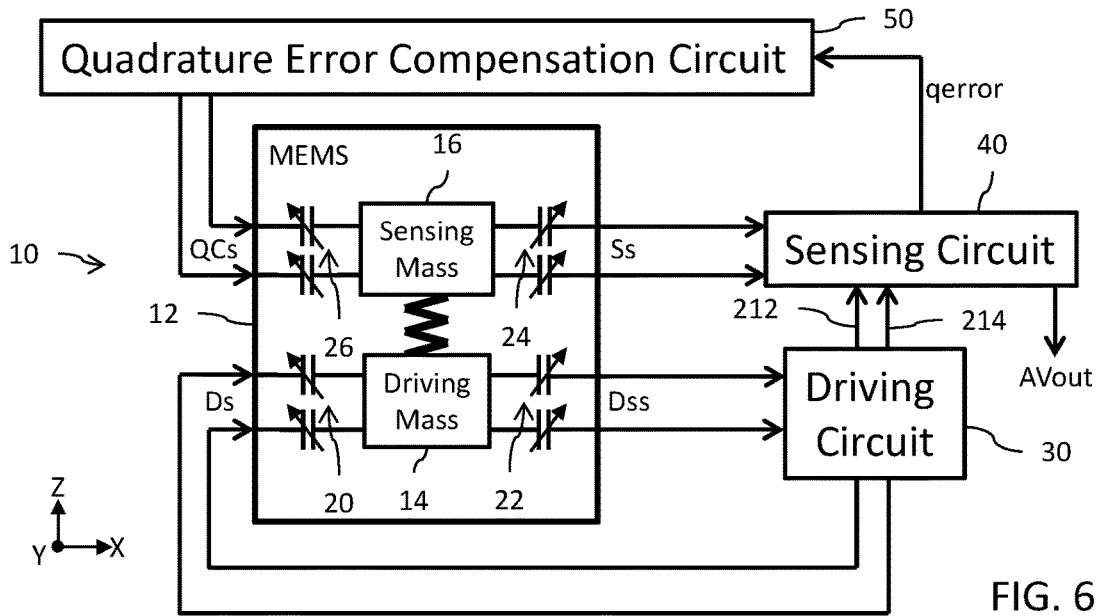 50
Quadrature Error Compensation Circuit
qerror
MEMS
16
40
Sensing
Mass
QCs
Ss
Sensing Circuit
10
12
26
24
212
214
AVout
Driving
Mass
Ds
Dss
Driving
Circuit
30
20
14
22
Z
Y
X
FIG. 6